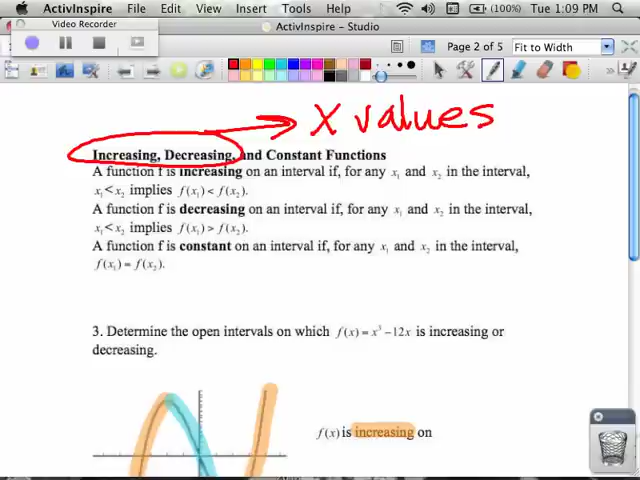 ActivInspire File Edit View Insert Tools Help (100%) Tue 1:09 PM
Video Recorder
ActivInspire - Studio
Page 2 of 5 Fit to Width
x values
Increasing, Decreasing, and Constant Functions
A function f is increasing on an interval if, for any x₁ and x₂ in the interval,
x₁ < x₂ implies f(x₁) < f(x₂).
A function f is decreasing on an interval if, for any x₁ and x₂ in the interval,
x₁ < x₂ implies f(x₁) > f(x₂).
A function f is constant on an interval if, for any x₁ and x₂ in the interval,
f(x₁) = f(x₂).
3. Determine the open intervals on which f(x) = x³ – 12x is increasing or
decreasing.
f(x) is increasing on